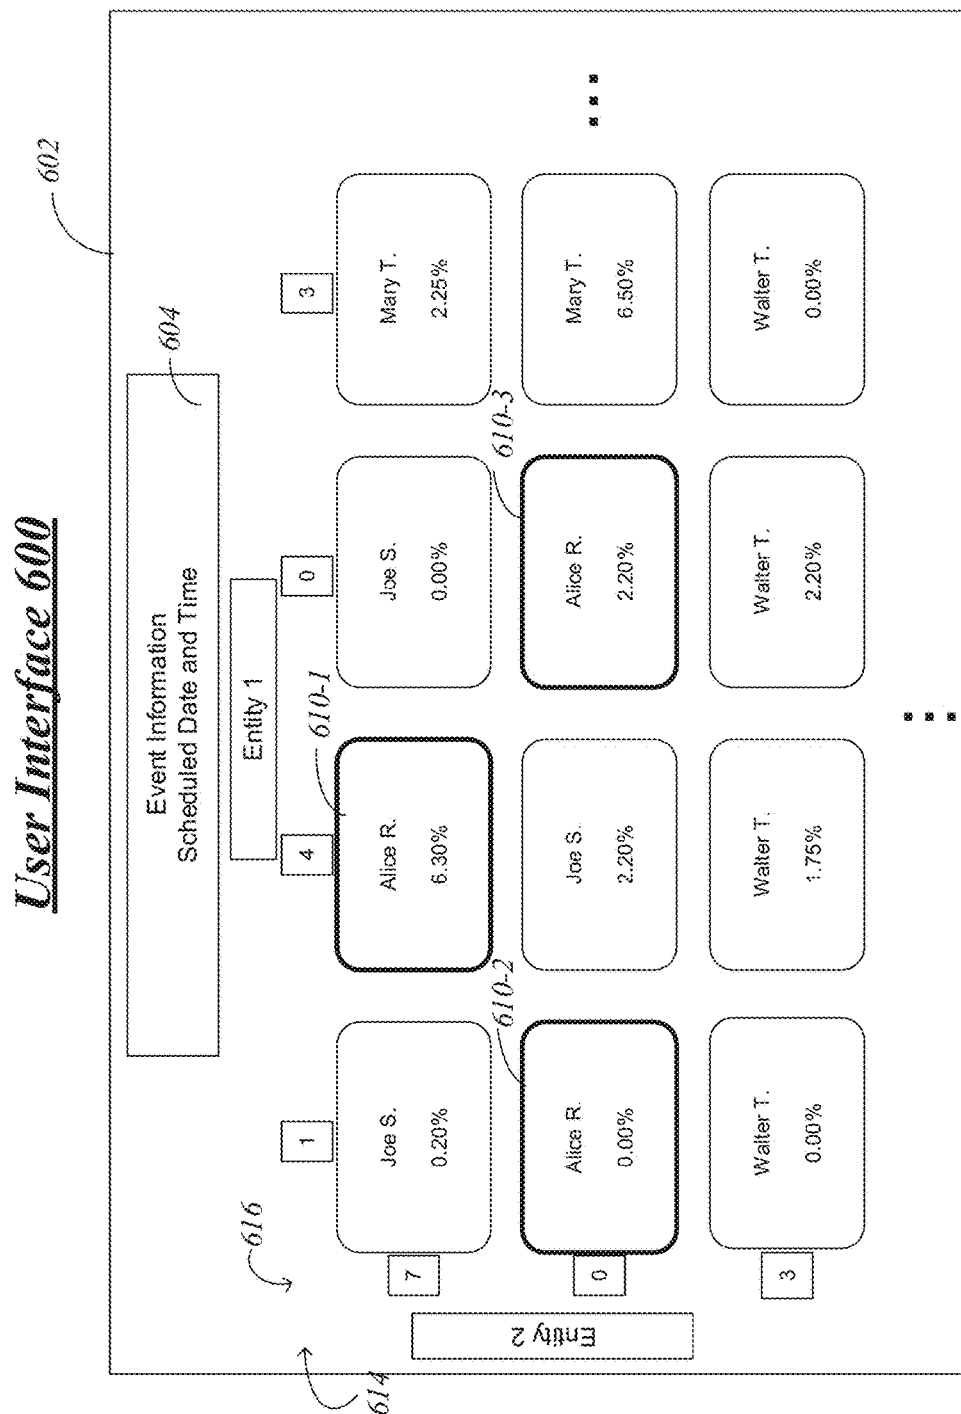 User Interface 600
602
Event Information
Scheduled Date and Time
604
Entity 1
616
614
1
4
0
3
610-1
Entity 2
7
Joe S.
0.20%
Alice R.
6.30%
Joe S.
0.00%
Mary T.
2.25%
610-2
610-3
0
Alice R.
0.00%
Joe S.
2.20%
Alice R.
2.20%
Mary T.
6.50%
3
Walter T.
0.00%
Walter T.
1.75%
Walter T.
2.20%
Walter T.
0.00%